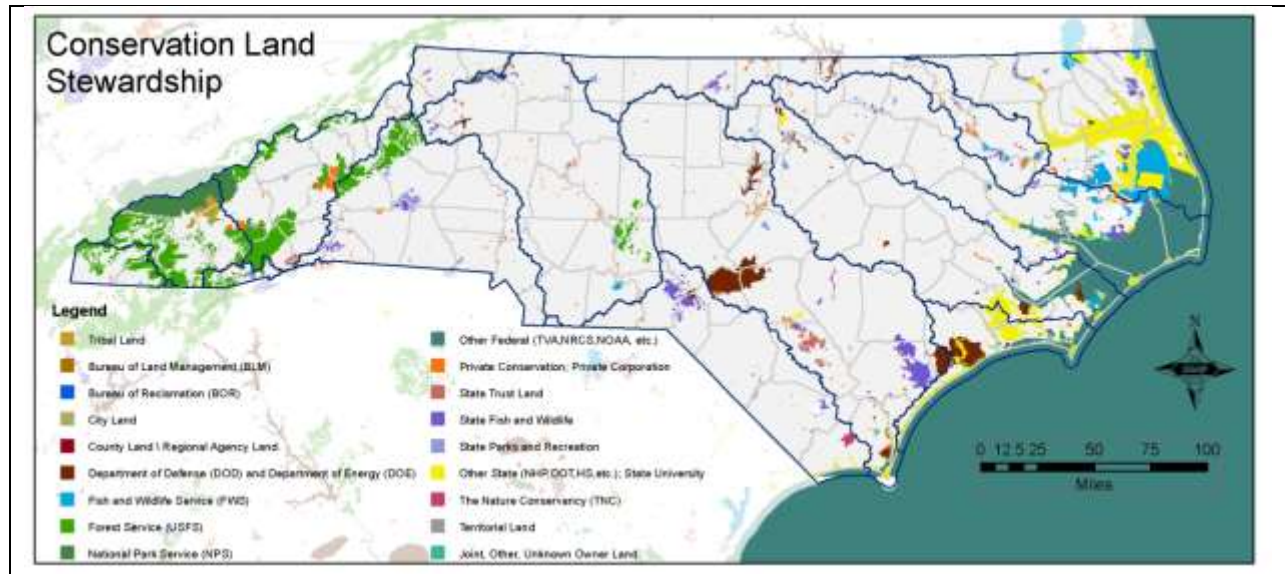 Conservation Land
Stewardship
Legend
Tribal Land
Bureau of Land Management (BLM)
Bureau of Reclamation (BOR)
City Land
County Land \ Regional Agency Land
Department of Defense (DOD) and Department of Energy (DOE)
Fish and Wildlife Service (FWS)
Forest Service (USFS)
National Park Service (NPS)
Other Federal (TVA,NRCS,NOAA, etc.)
Private Conservation; Private Corporation
State Trust Land
State Fish and Wildlife
State Parks and Recreation
Other State (NHP,DOT,HS,etc.); State University
The Nature Conservancy (TNC)
Territorial Land
Joint, Other, Unknown Owner Land
N
0 12.5 25 50 75 100
Miles